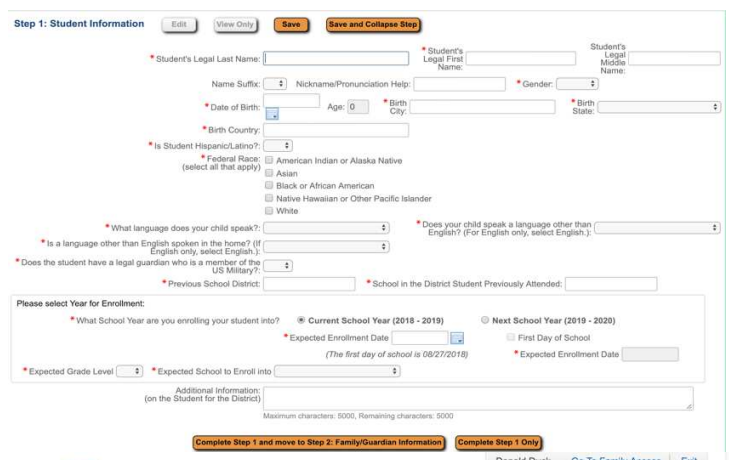 Step 1: Student Information Edit View Only Save Save and Collapse Step
* Student's Legal Last Name: * Student's Legal First Name: Student's Legal Middle Name:
Name Suffix: Nickname/Pronunciation Help: * Gender:
* Date of Birth: Age: 0 * Birth City: * Birth State:
* Birth Country:
* Is Student Hispanic/Latino?:
* Federal Race: American Indian or Alaska Native
(select all that apply)
Asian
Black or African American
Native Hawaiian or Other Pacific Islander
White
* What language does your child speak?: * Does your child speak a language other than English? (For English only, select English.):
* Is a language other than English spoken in the home? (If English only, select English.):
* Does the student have a legal guardian who is a member of the US Military?:
* Previous School District: * School in the District Student Previously Attended:
Please select Year for Enrollment:
* What School Year are you enrolling your student into? Current School Year (2018 - 2019) Next School Year (2019 - 2020)
* Expected Enrollment Date First Day of School
(The first day of school is 08/27/2018) * Expected Enrollment Date
* Expected Grade Level * Expected School to Enroll into
Additional Information:
(on the Student for the District)
Maximum characters: 5000, Remaining characters: 5000
Complete Step 1 and move to Step 2: Family/Guardian Information Complete Step 1 Only
Go To Family Access Exit